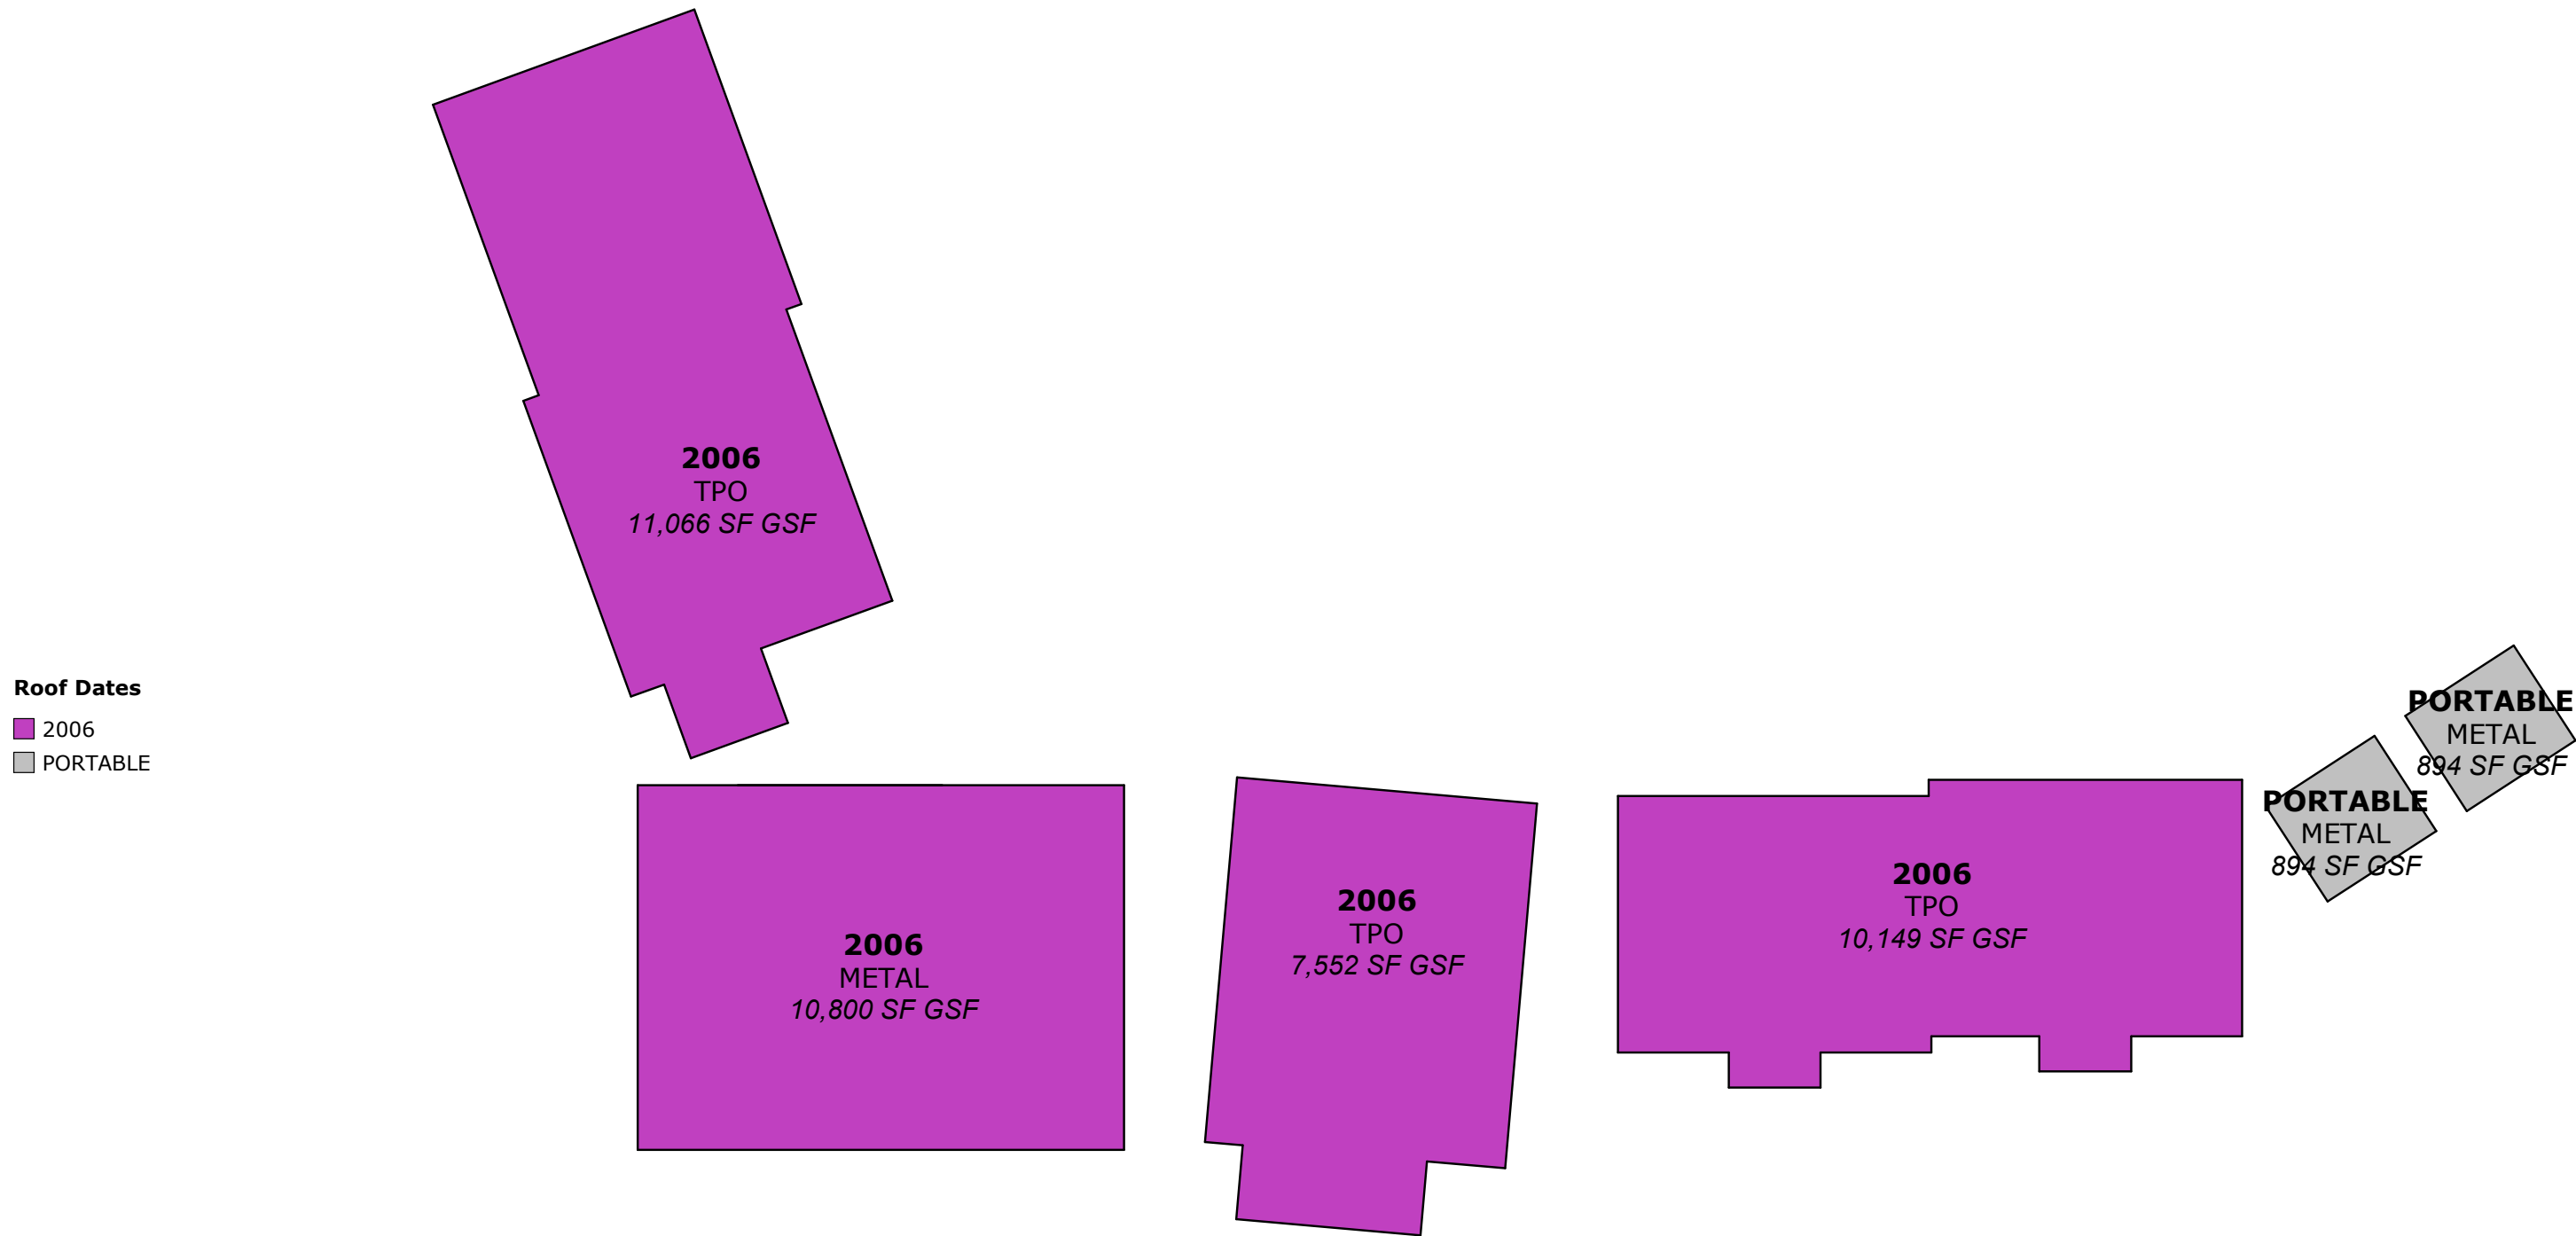 2006
TPO
11,066 SF GSF
Roof Dates
2006
PORTABLE
PORTABLE
METAL
894 SF GSF
PORTABLE
METAL
894 SF GSF
2006
METAL
10,800 SF GSF
2006
TPO
7,552 SF GSF
2006
TPO
10,149 SF GSF